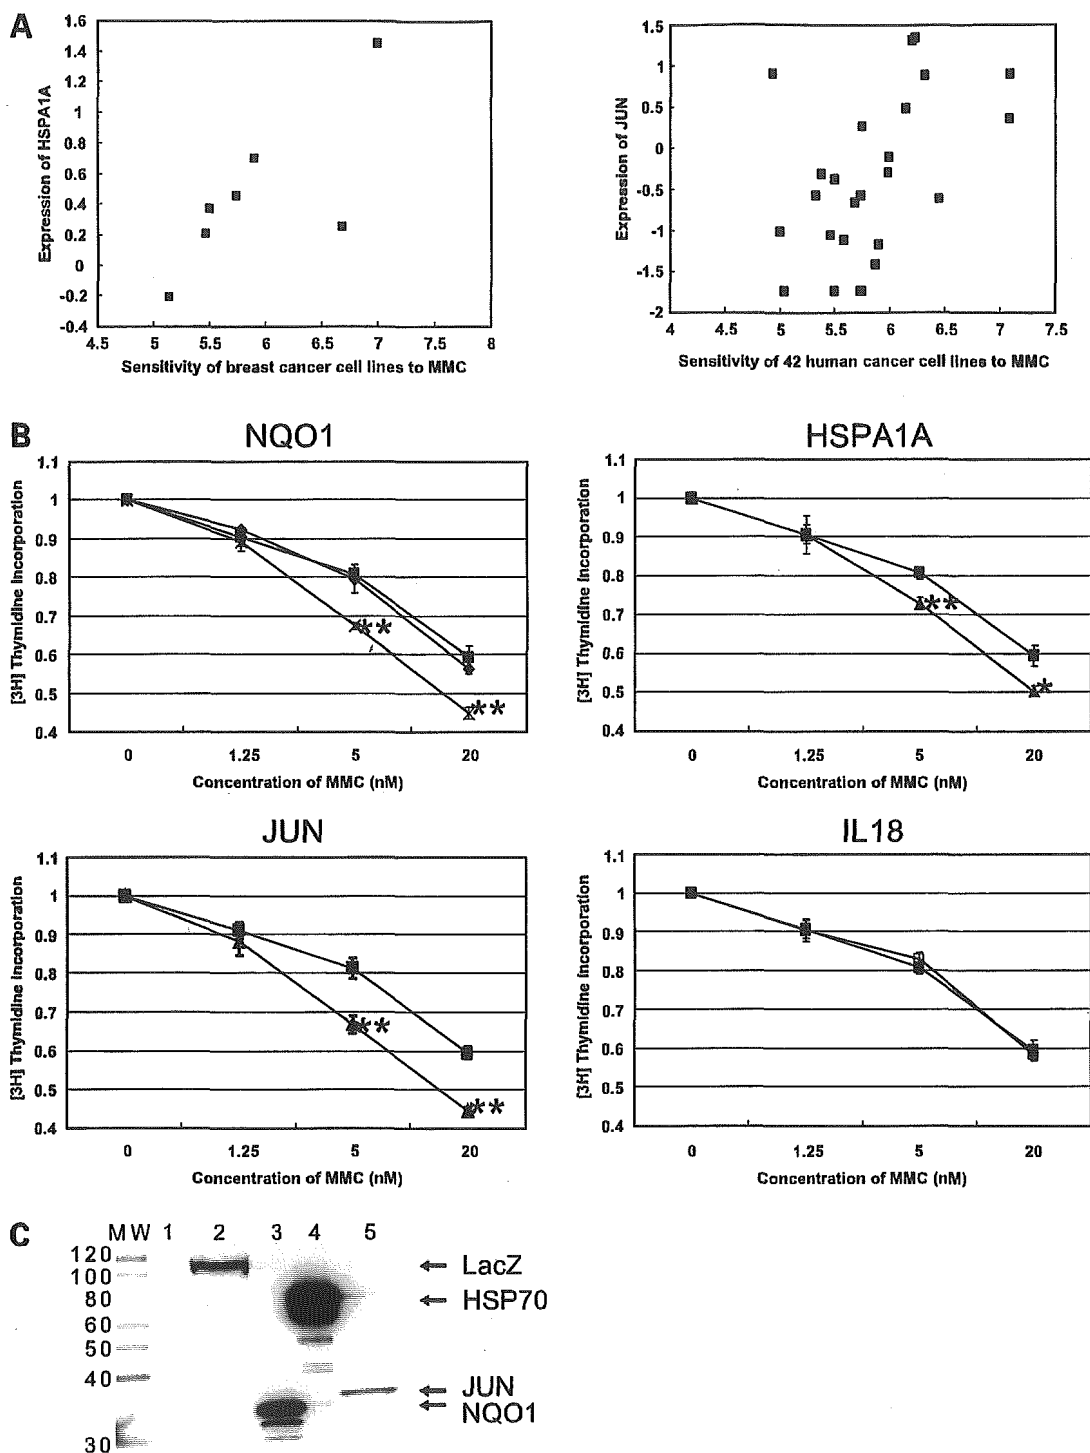 A
1.6
1.4
1.2
1
0.8
0.6
0.4
0.2
0
-0.2
-0.4
Expression of HSPA1A
4.5 5 5.5 6 6.5 7 7.5 8
Sensitivity of breast cancer cell lines to MMC
1.5
1
0.5
0
-0.5
-1
-1.5
-2
Expression of JUN
4 4.5 5 5.5 6 6.5 7 7.5
Sensitivity of 42 human cancer cell lines to MMC
B
NQO1
1.1
1
0.9
0.8
0.7
0.6
0.5
0.4
[3H] Thymidine Incorporation
**
**
0 1.25 5 20
Concentration of MMC (nM)
HSPA1A
1.1
1
0.9
0.8
0.7
0.6
0.5
0.4
[3H] Thymidine Incorporation
**
*
0 1.25 5 20
Concentration of MMC (nM)
JUN
1.1
1
0.9
0.8
0.7
0.6
0.5
0.4
[3H] Thymidine Incorporation
**
**
0 1.25 5 20
Concentration of MMC (nM)
IL18
1.1
1
0.9
0.8
0.7
0.6
0.5
0.4
[3H] Thymidine Incorporation
0 1.25 5 20
Concentration of MMC (nM)
C
MW 1 2 3 4 5
120
100
80
60
50
40
30
← LacZ
← HSP70
← JUN
← NQO1